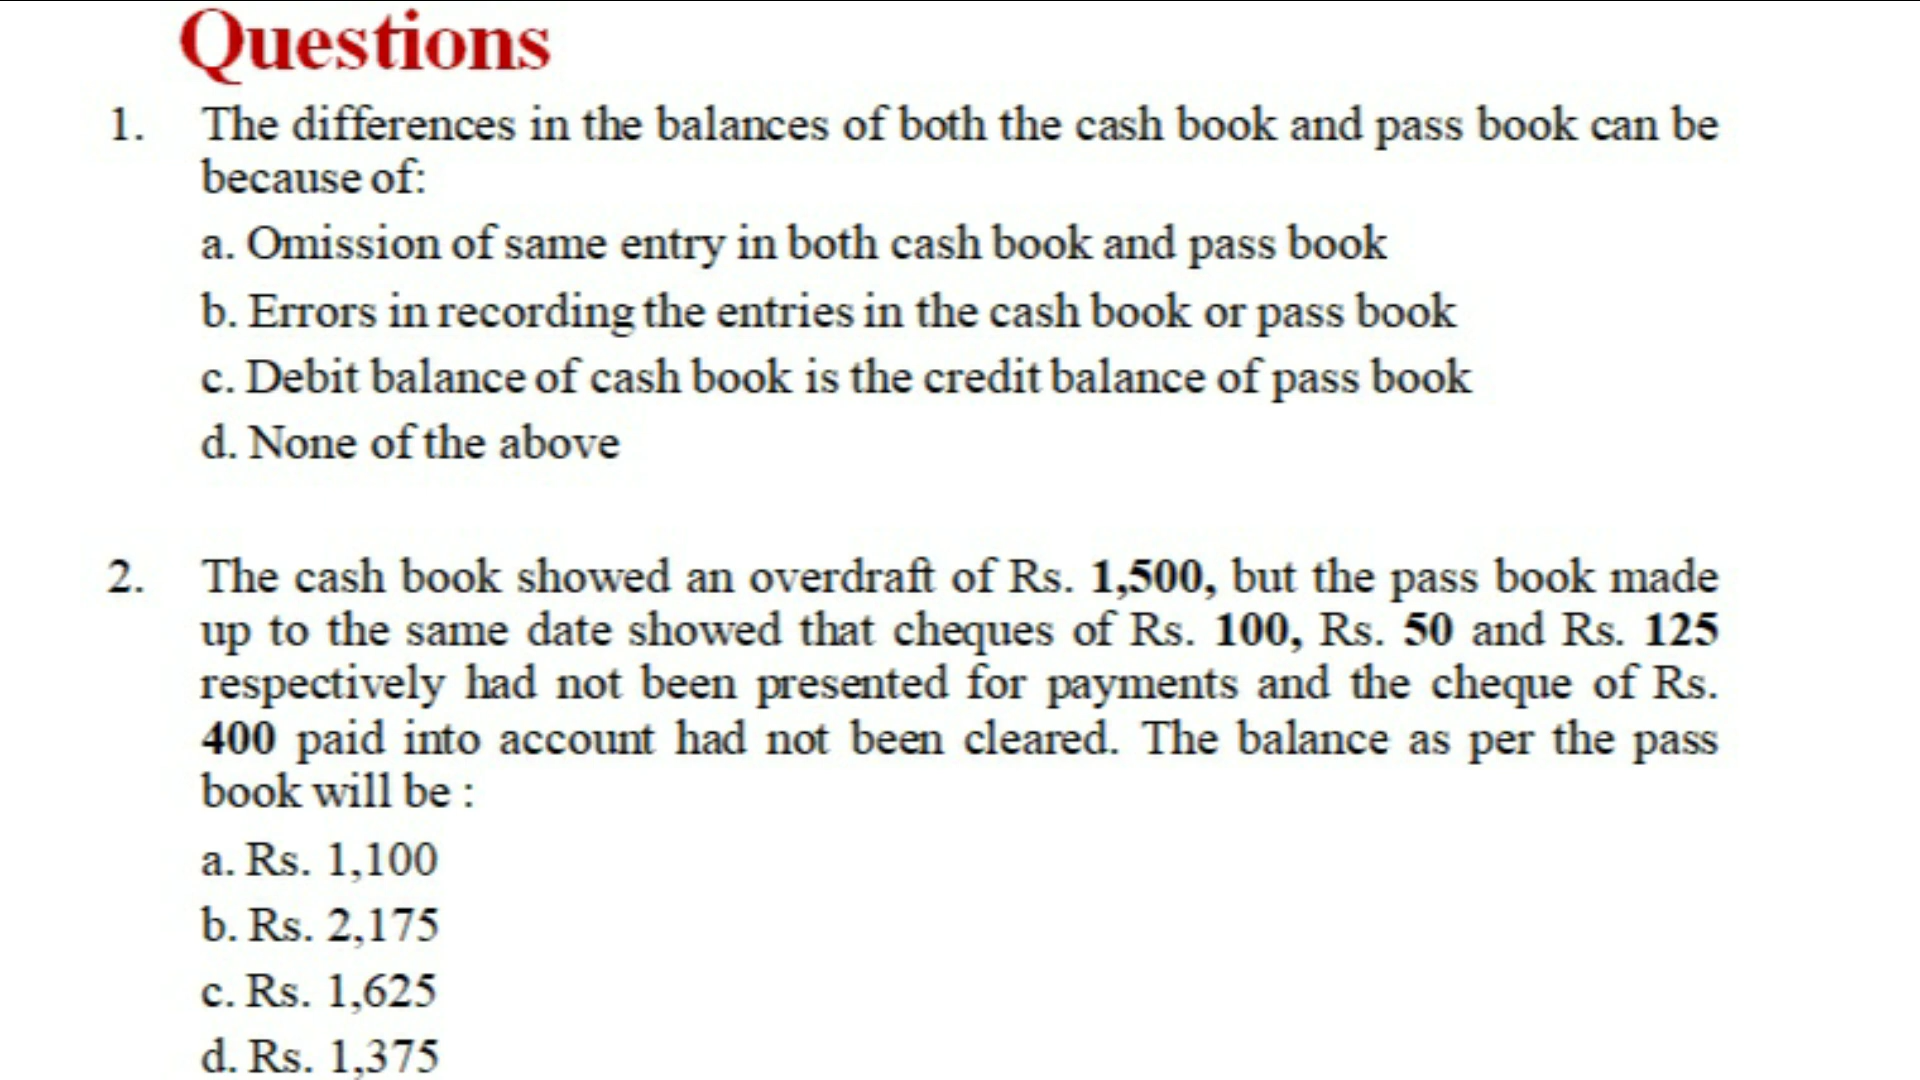 Questions
1. The differences in the balances of both the cash book and pass book can be
because of:
a. Omission of same entry in both cash book and pass book
b. Errors in recording the entries in the cash book or pass book
c. Debit balance of cash book is the credit balance of pass book
d. None of the above
2. The cash book showed an overdraft of Rs. 1,500, but the pass book made
up to the same date showed that cheques of Rs. 100, Rs. 50 and Rs. 125
respectively had not been presented for payments and the cheque of Rs.
400 paid into account had not been cleared. The balance as per the pass
book will be :
a. Rs. 1,100
b. Rs. 2,175
c. Rs. 1,625
d. Rs. 1,375